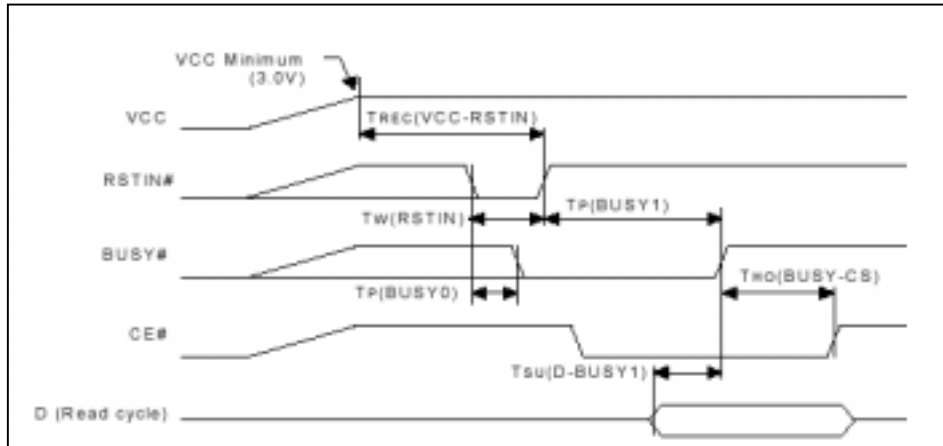 VCC Minimum
(3.0V)
VCC
TREC(VCC-RSTIN)
RSTIN#
TW(RSTIN)
TP(BUSY1)
BUSY#
TP(BUSY0)
THO(BUSY-CS)
CE#
TSU(D-BUSY1)
D (Read cycle)